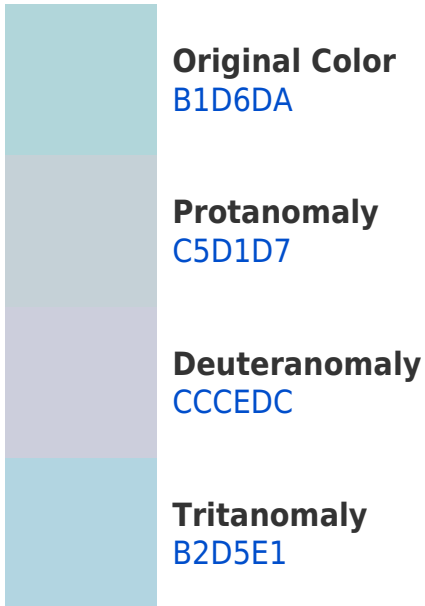 Original Color
B1D6DA
Protanomaly
C5D1D7
Deuteranomaly
CCCEDC
Tritanomaly
B2D5E1